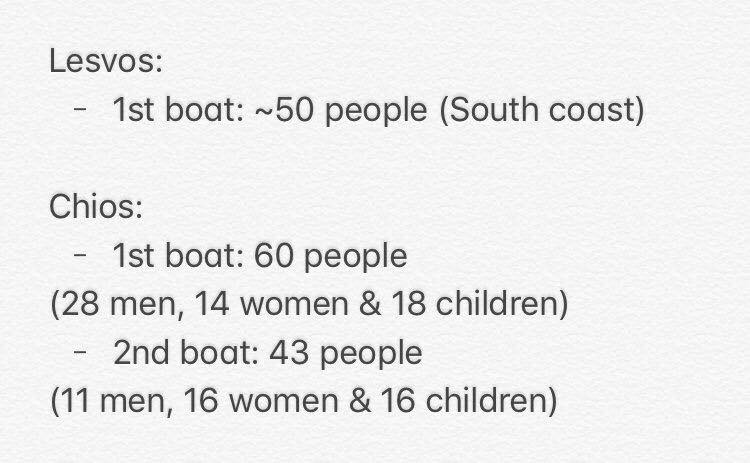 Lesvos:
- 1st boat: ~50 people (South coast)
Chios:
- 1st boat: 60 people
(28 men, 14 women & 18 children)
- 2nd boat: 43 people
(11 men, 16 women & 16 children)